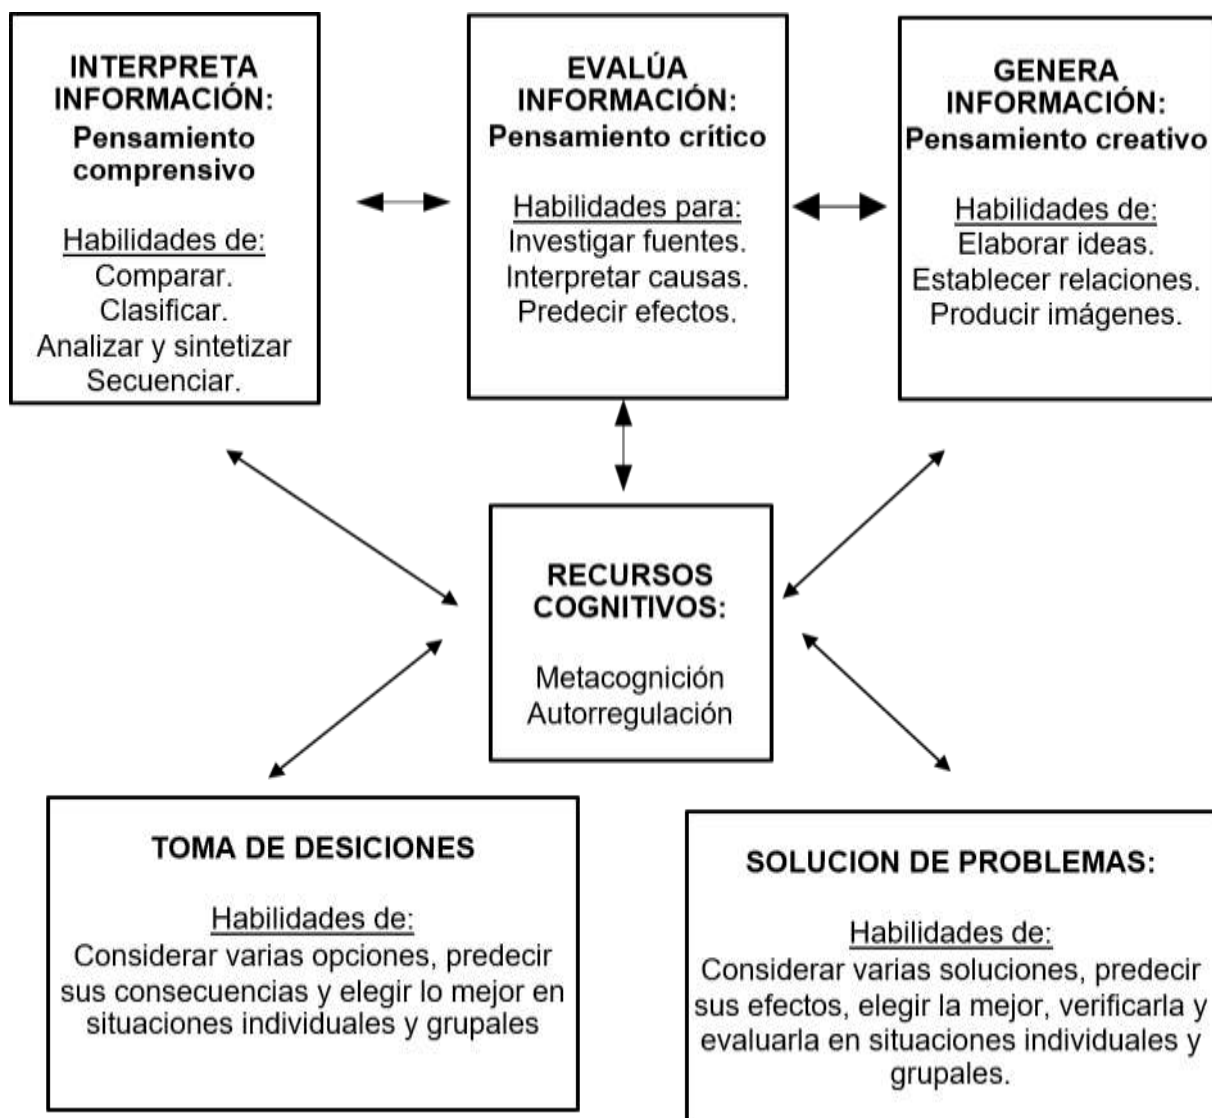 INTERPRETA
INFORMACIÓN:
Pensamiento
comprensivo
Habilidades de:
Comparar.
Clasificar.
Analizar y sintetizar
Secuenciar.
EVALÚA
INFORMACIÓN:
Pensamiento crítico
Habilidades para:
Investigar fuentes.
Interpretar causas.
Predecir efectos.
GENERA
INFORMACIÓN:
Pensamiento creativo
Habilidades de:
Elaborar ideas.
Establecer relaciones.
Producir imágenes.
RECURSOS
COGNITIVOS:
Metacognición
Autorregulación
TOMA DE DESICIONES
Habilidades de:
Considerar varias opciones, predecir
sus consecuencias y elegir lo mejor en
situaciones individuales y grupales
SOLUCION DE PROBLEMAS:
Habilidades de:
Considerar varias soluciones, predecir
sus efectos, elegir la mejor, verificarla y
evaluarla en situaciones individuales y
grupales.